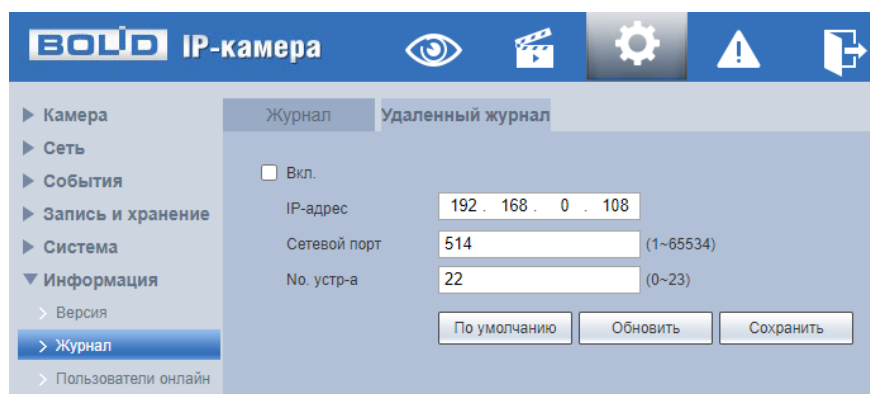 BOLID IP-камера
Камера
Журнал
Удаленный журнал
Сеть
Вкл.
События
IP-адрес
192 . 168 . 0 . 108
Запись и хранение
Сетевой порт
514
(1~65534)
Система
No. устр-а
22
(0~23)
Информация
Версия
По умолчанию
Обновить
Сохранить
Журнал
Пользователи онлайн